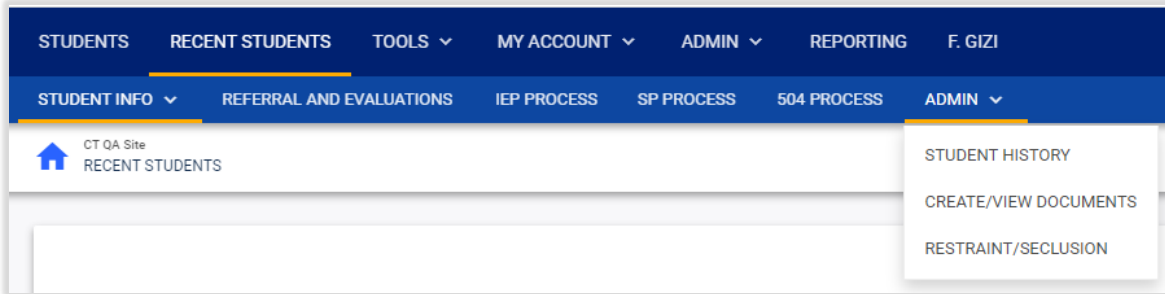 STUDENTS RECENT STUDENTS TOOLS MY ACCOUNT ADMIN REPORTING F. GIZI
STUDENT INFO REFERRAL AND EVALUATIONS IEP PROCESS SP PROCESS 504 PROCESS ADMIN
CT QA Site
RECENT STUDENTS
STUDENT HISTORY
CREATE/VIEW DOCUMENTS
RESTRAINT/SECLUSION